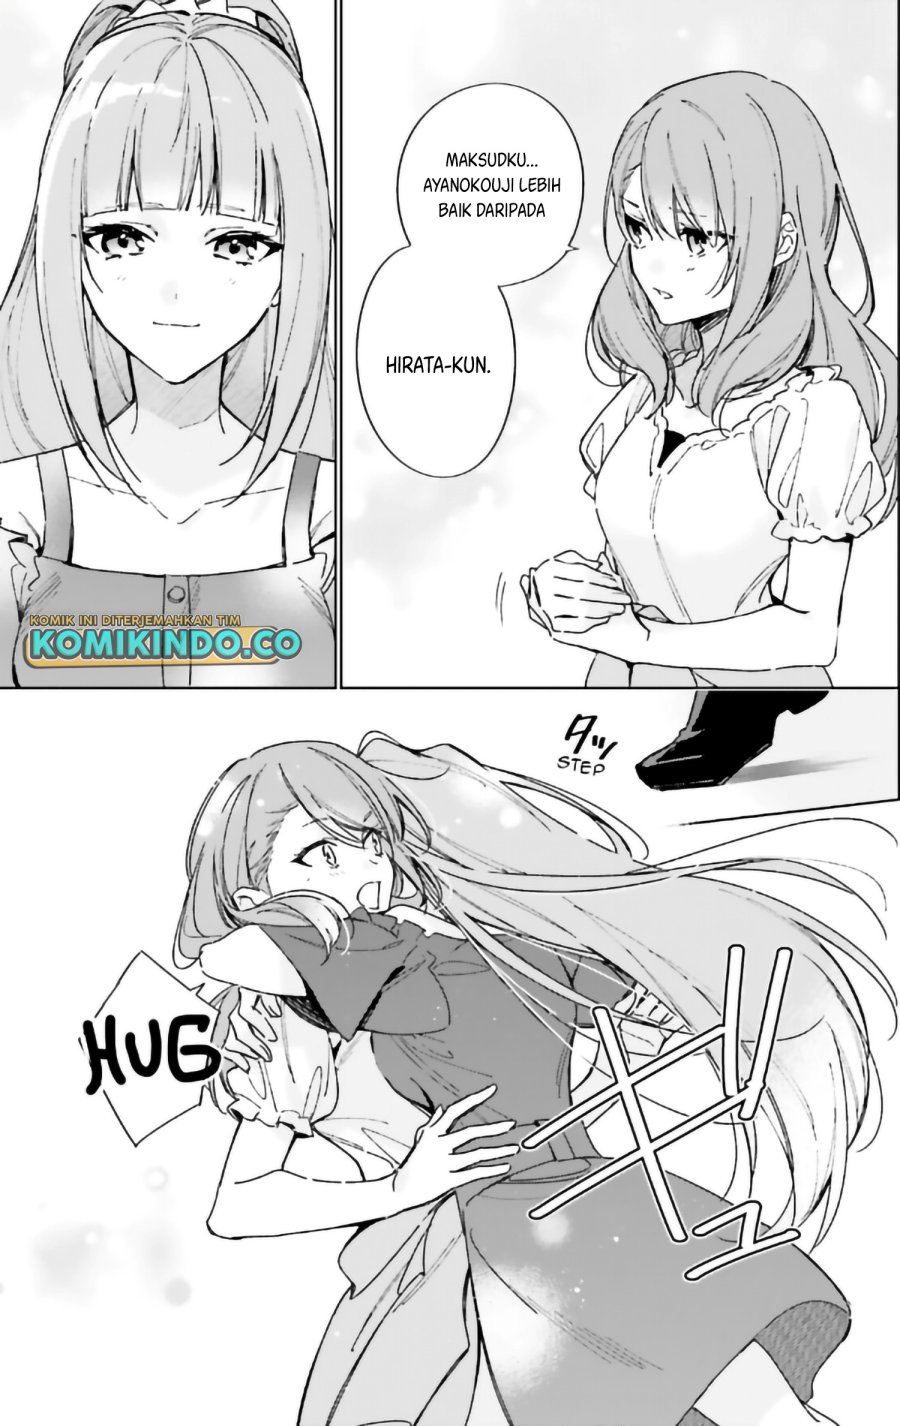 MAKSUDKU...
AYANOKOUJI LEBIH
BAIK DARIPADA
HIRATA-KUN.
KOMIK INI DITERJEMAHKAN TIM
KOMIKINDO.CO
タッ
STEP
HUG
ギュ